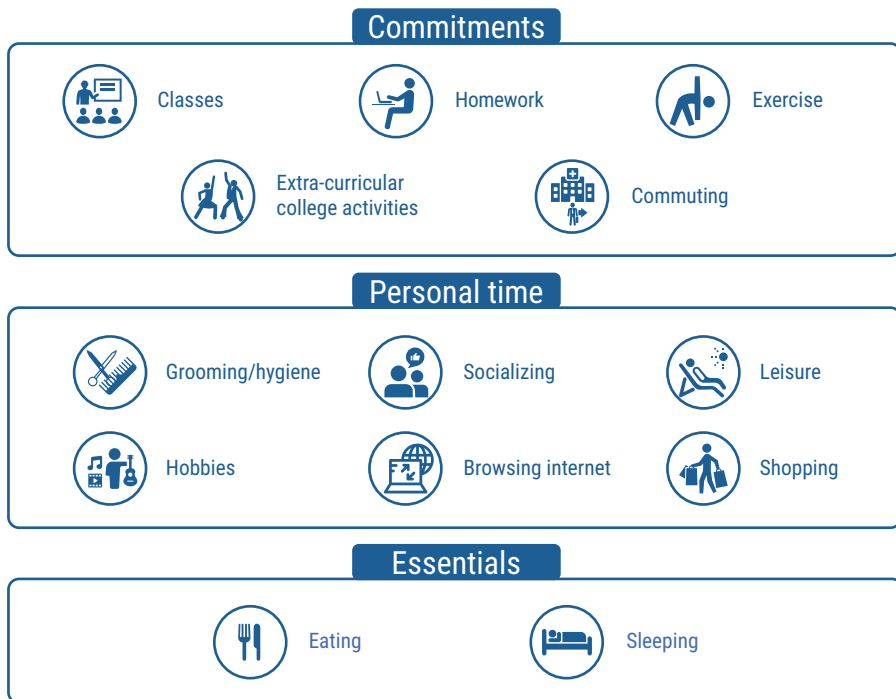 Commitments
Classes
Homework
Exercise
Extra-curricular
college activities
Commuting
Personal time
Grooming/hygiene
Socializing
Leisure
Hobbies
Browsing internet
Shopping
Essentials
Eating
Sleeping